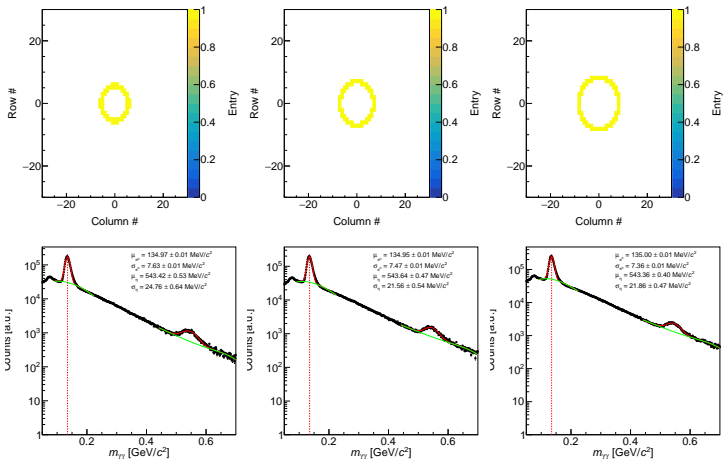 20
0
−20
Row #
−20 0 20
Column #
1
0.8
0.6
0.4
0.2
0
Entry
20
0
−20
Row #
−20 0 20
Column #
1
0.8
0.6
0.4
0.2
0
Entry
20
0
−20
Row #
−20 0 20
Column #
1
0.8
0.6
0.4
0.2
0
Entry
Counts [a.u.]
10⁵
10⁴
10³
10²
10
1
μπ⁰ = 134.97 ± 0.01 MeV/c²
σπ⁰ = 7.63 ± 0.01 MeV/c²
μη = 543.42 ± 0.53 MeV/c²
ση = 24.76 ± 0.64 MeV/c²
0.2 0.4 0.6
mγγ [GeV/c²]
Counts [a.u.]
10⁵
10⁴
10³
10²
10
1
μπ⁰ = 134.95 ± 0.01 MeV/c²
σπ⁰ = 7.47 ± 0.01 MeV/c²
μη = 543.64 ± 0.47 MeV/c²
ση = 21.56 ± 0.54 MeV/c²
0.2 0.4 0.6
mγγ [GeV/c²]
Counts [a.u.]
10⁵
10⁴
10³
10²
10
1
μπ⁰ = 135.00 ± 0.01 MeV/c²
σπ⁰ = 7.36 ± 0.01 MeV/c²
μη = 543.36 ± 0.40 MeV/c²
ση = 21.86 ± 0.47 MeV/c²
0.2 0.4 0.6
mγγ [GeV/c²]